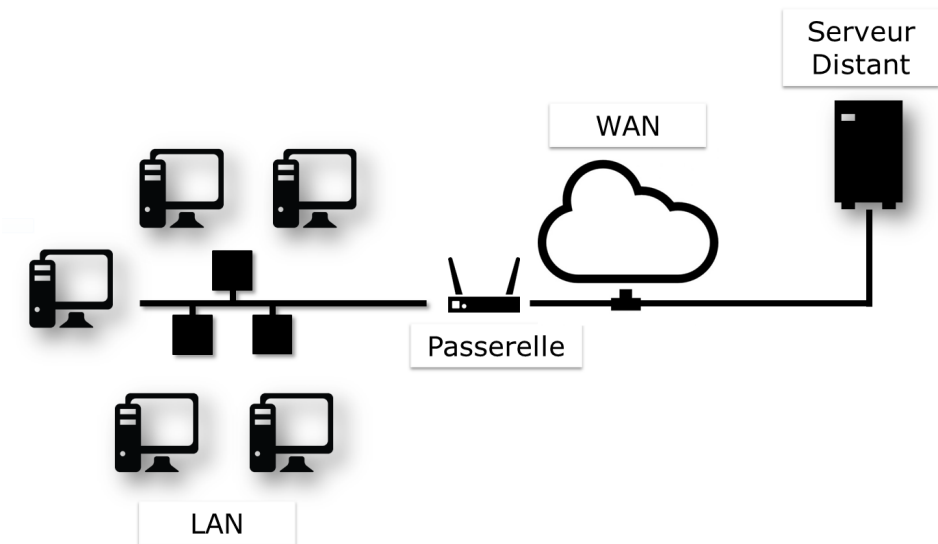 Serveur
Distant
WAN
Passerelle
LAN